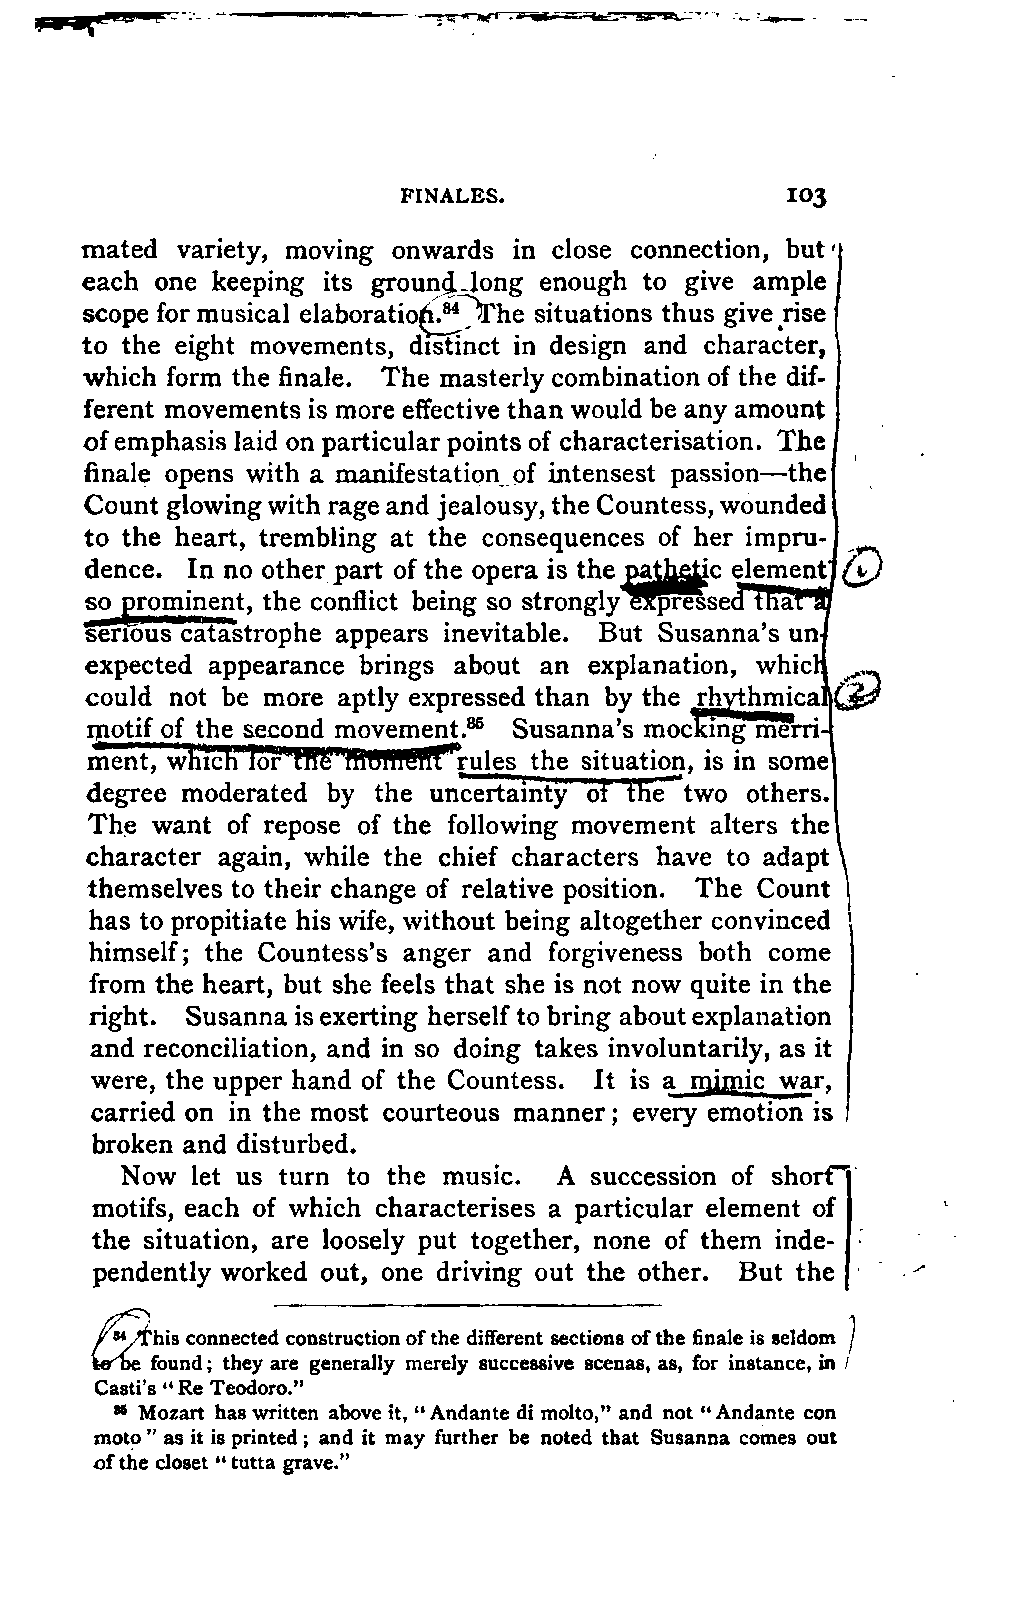 FINALES. 103
mated variety, moving onwards in close connection, but
each one keeping its ground long enough to give ample
scope for musical elaboration.⁸⁴ The situations thus give rise
to the eight movements, distinct in design and character,
which form the finale. The masterly combination of the dif-
ferent movements is more effective than would be any amount
of emphasis laid on particular points of characterisation. The
finale opens with a manifestation of intensest passion—the
Count glowing with rage and jealousy, the Countess, wounded
to the heart, trembling at the consequences of her impru-
dence. In no other part of the opera is the pathetic element 1
so prominent, the conflict being so strongly expressed that a
serious catastrophe appears inevitable. But Susanna's un-
expected appearance brings about an explanation, which
could not be more aptly expressed than by the rhythmical 2
motif of the second movement.⁸⁵ Susanna's mocking merri-
ment, which for the moment rules the situation, is in some
degree moderated by the uncertainty of the two others.
The want of repose of the following movement alters the
character again, while the chief characters have to adapt
themselves to their change of relative position. The Count
has to propitiate his wife, without being altogether convinced
himself; the Countess's anger and forgiveness both come
from the heart, but she feels that she is not now quite in the
right. Susanna is exerting herself to bring about explanation
and reconciliation, and in so doing takes involuntarily, as it
were, the upper hand of the Countess. It is a mimic war,
carried on in the most courteous manner; every emotion is
broken and disturbed.
Now let us turn to the music. A succession of short
motifs, each of which characterises a particular element of
the situation, are loosely put together, none of them inde-
pendently worked out, one driving out the other. But the
⁸⁴ This connected construction of the different sections of the finale is seldom
to be found; they are generally merely successive scenas, as, for instance, in
Casti's "Re Teodoro."
⁸⁵ Mozart has written above it, "Andante di molto," and not "Andante con
moto" as it is printed; and it may further be noted that Susanna comes out
of the closet "tutta grave."